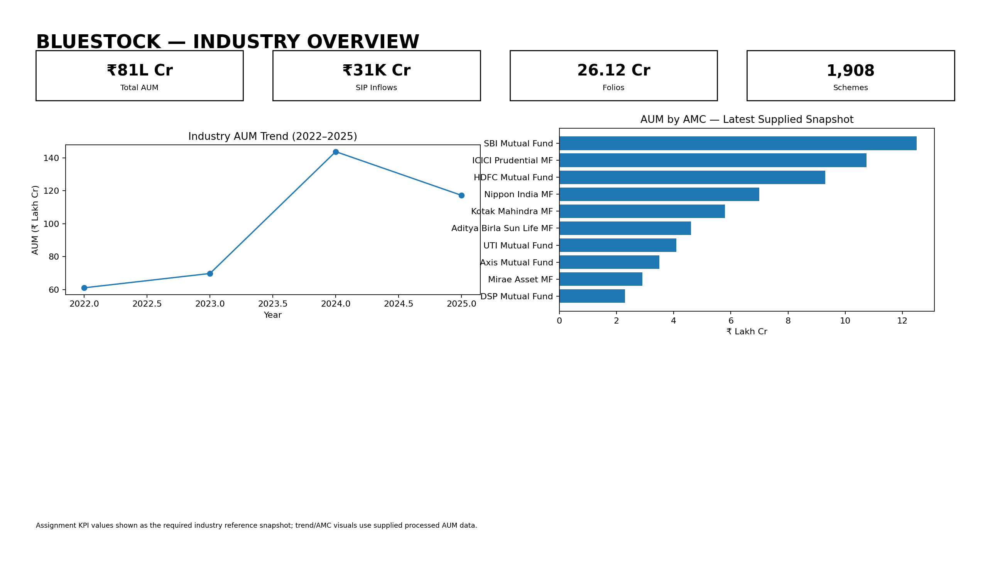 BLUESTOCK — INDUSTRY OVERVIEW
₹81L Cr
Total AUM
₹31K Cr
SIP Inflows
26.12 Cr
Folios
1,908
Schemes
Industry AUM Trend (2022–2025)
AUM (₹ Lakh Cr)
140
120
100
80
60
2022.0 2022.5 2023.0 2023.5 2024.0 2024.5 2025.0
Year
AUM by AMC — Latest Supplied Snapshot
SBI Mutual Fund
ICICI Prudential MF
HDFC Mutual Fund
Nippon India MF
Kotak Mahindra MF
Aditya Birla Sun Life MF
UTI Mutual Fund
Axis Mutual Fund
Mirae Asset MF
DSP Mutual Fund
0 2 4 6 8 10 12
₹ Lakh Cr
Assignment KPI values shown as the required industry reference snapshot; trend/AMC visuals use supplied processed AUM data.